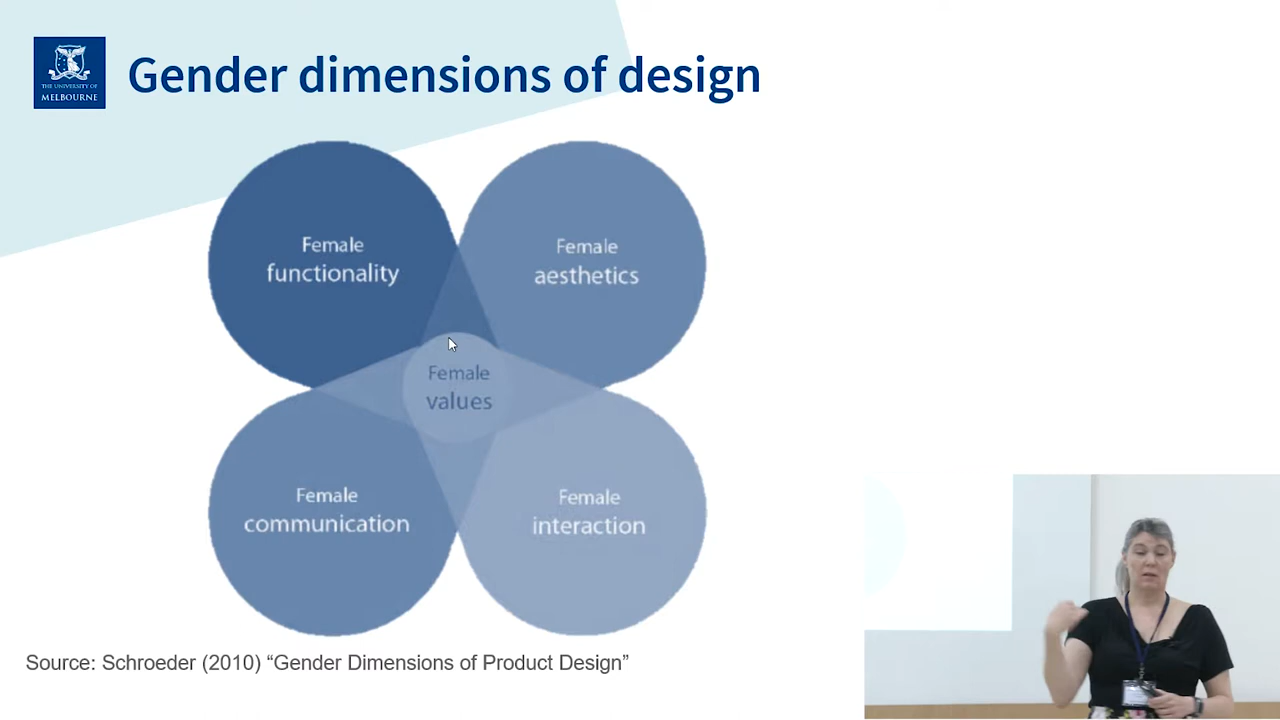 THE UNIVERSITY OF
MELBOURNE
Gender dimensions of design
Female
functionality
Female
aesthetics
Female
values
Female
communication
Female
interaction
Source: Schroeder (2010) “Gender Dimensions of Product Design”